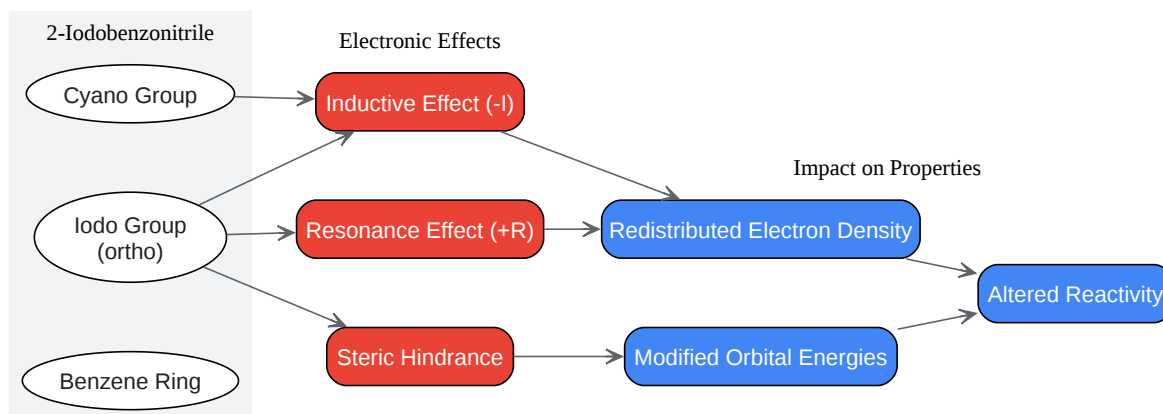 2-Iodobenzonitrile
Electronic Effects
Cyano Group
Inductive Effect (-I)
Impact on Properties
Iodo Group
(ortho)
Resonance Effect (+R)
Redistributed Electron Density
Altered Reactivity
Steric Hindrance
Modified Orbital Energies
Benzene Ring